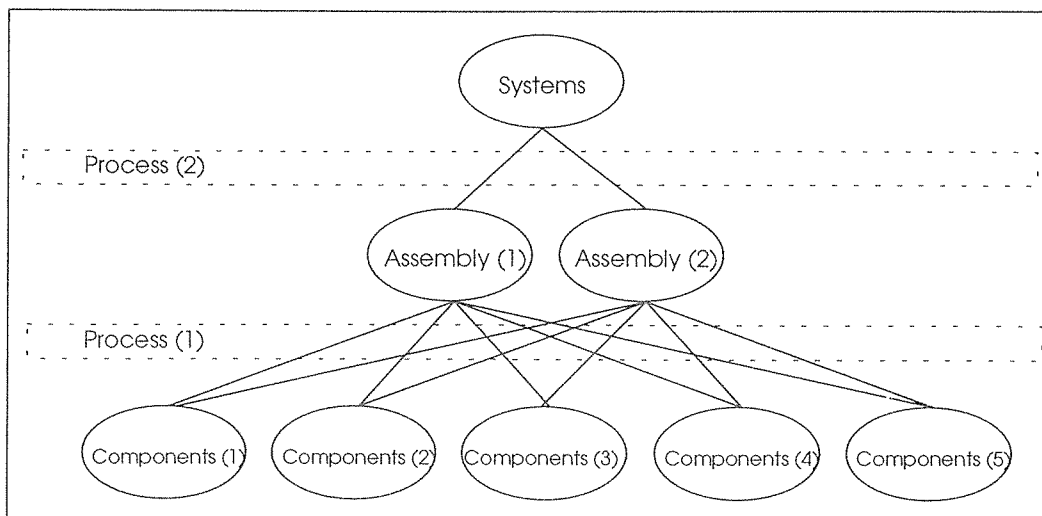 Systems
Process (2)
Assembly (1)
Assembly (2)
Process (1)
Components (1)
Components (2)
Components (3)
Components (4)
Components (5)